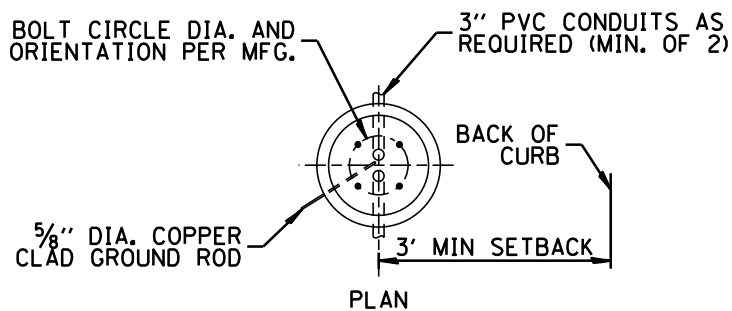 BOLT CIRCLE DIA. AND
ORIENTATION PER MFG.
3" PVC CONDUITS AS
REQUIRED (MIN. OF 2)
BACK OF
CURB
5/8" DIA. COPPER
CLAD GROUND ROD
3' MIN SETBACK
PLAN